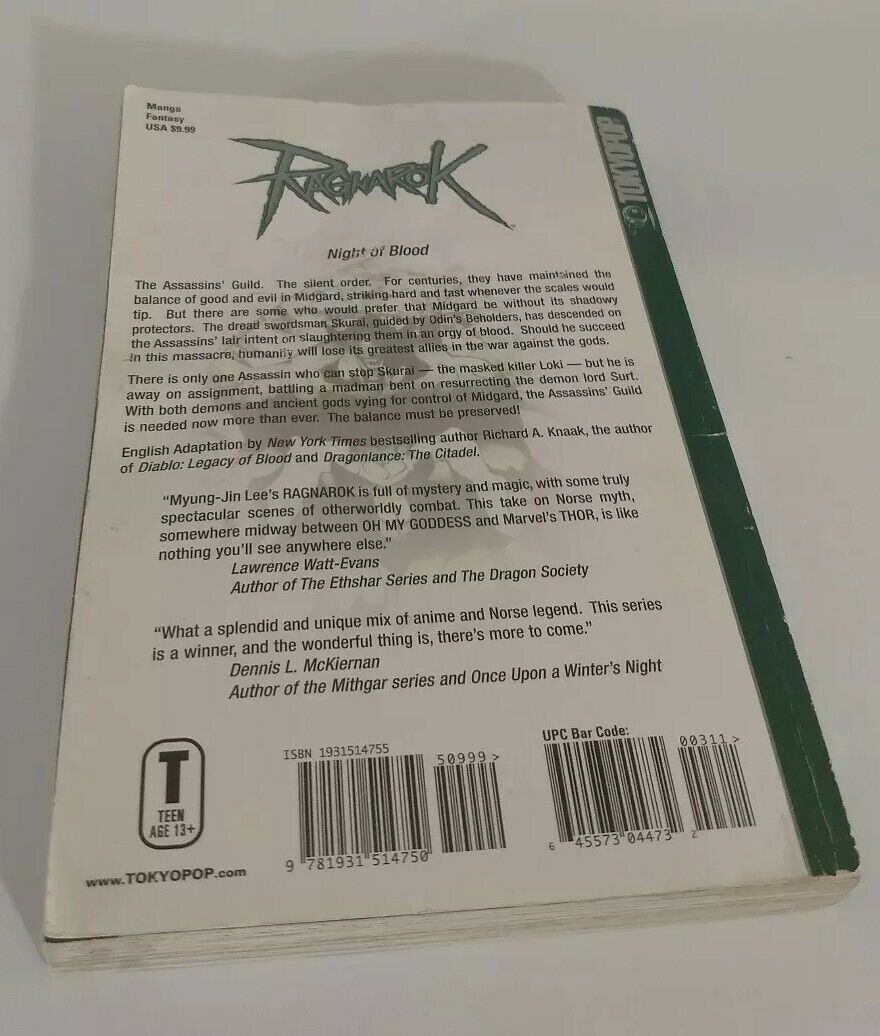 Manga
Fantasy
USA $9.99
TOKYOPOP
RAGNARÖK
Night of Blood
The Assassins' Guild. The silent order. For centuries, they have maintained the
balance of good and evil in Midgard, striking hard and fast whenever the scales would
tip. But there are some who would prefer that Midgard be without its shadowy
protectors. The dread swordsman Skurai, guided by Odin's Beholders, has descended on
the Assassins' lair intent on slaughtering them in an orgy of blood. Should he succeed
in this massacre, humanity will lose its greatest allies in the war against the gods.
There is only one Assassin who can stop Skurai — the masked killer Loki — but he is
away on assignment, battling a madman bent on resurrecting the demon lord Surt.
With both demons and ancient gods vying for control of Midgard, the Assassins' Guild
is needed now more than ever. The balance must be preserved!
English Adaptation by New York Times bestselling author Richard A. Knaak, the author
of Diablo: Legacy of Blood and Dragonlance: The Citadel.
"Myung-Jin Lee's RAGNAROK is full of mystery and magic, with some truly
spectacular scenes of otherworldly combat. This take on Norse myth,
somewhere midway between OH MY GODDESS and Marvel's THOR, is like
nothing you'll see anywhere else."
Lawrence Watt-Evans
Author of The Ethshar Series and The Dragon Society
"What a splendid and unique mix of anime and Norse legend. This series
is a winner, and the wonderful thing is, there's more to come."
Dennis L. McKiernan
Author of the Mithgar series and Once Upon a Winter's Night
T
TEEN
AGE 13+
ISBN 1931514755
50999 >
9 781931 514750
UPC Bar Code:
00311 >
6 45573 04473 2
www.TOKYOPOP.com